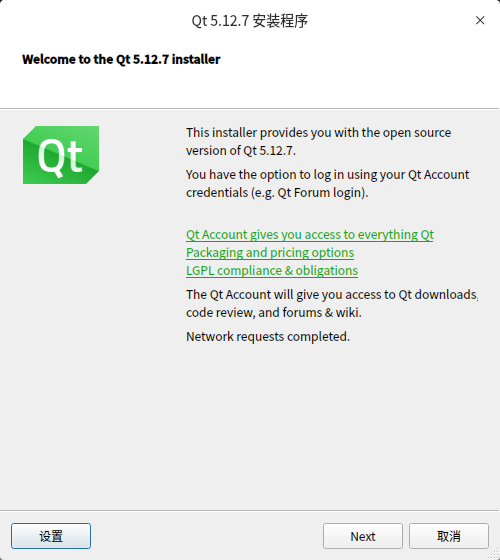 Qt 5.12.7 安装程序
Welcome to the Qt 5.12.7 installer
Qt
This installer provides you with the open source
version of Qt 5.12.7.
You have the option to log in using your Qt Account
credentials (e.g. Qt Forum login).
Qt Account gives you access to everything Qt
Packaging and pricing options
LGPL compliance & obligations
The Qt Account will give you access to Qt downloads,
code review, and forums & wiki.
Network requests completed.
设置
Next
取消